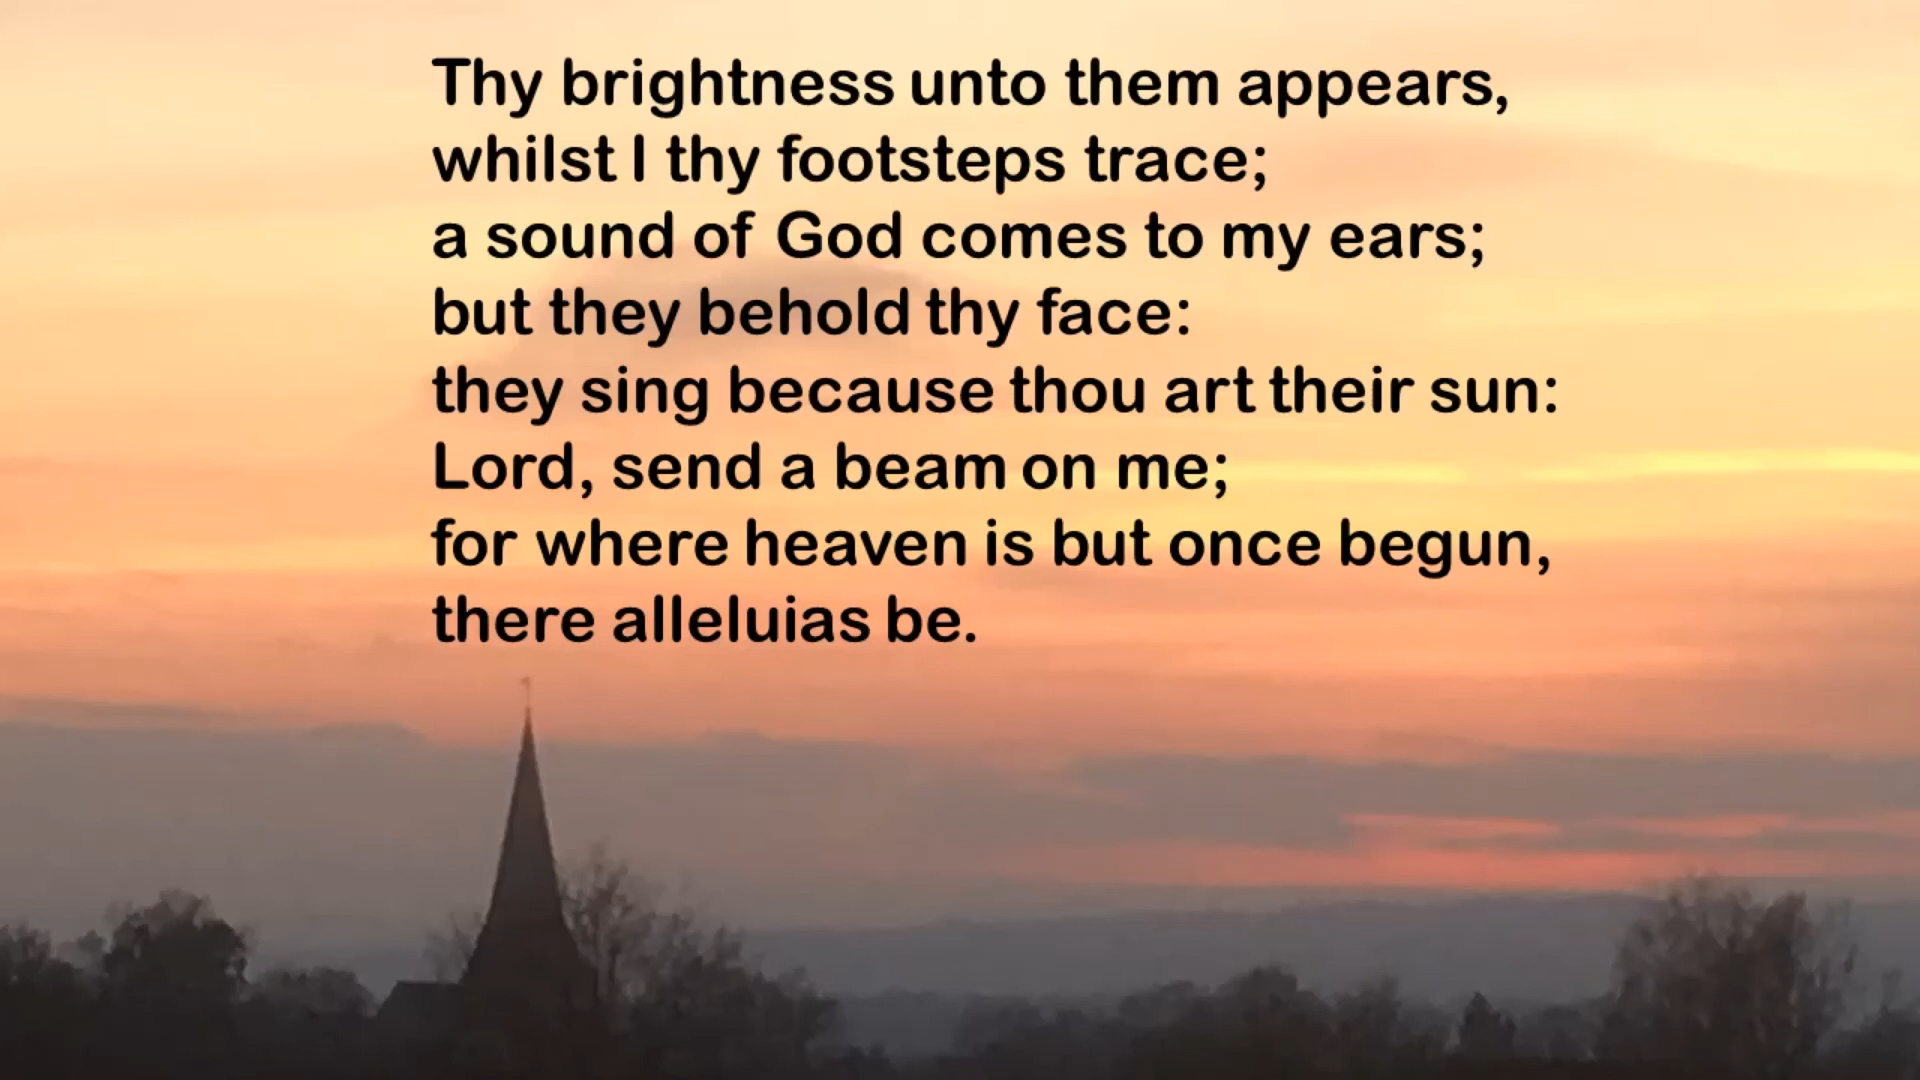 Thy brightness unto them appears,
whilst I thy footsteps trace;
a sound of God comes to my ears;
but they behold thy face:
they sing because thou art their sun:
Lord, send a beam on me;
for where heaven is but once begun,
there alleluias be.